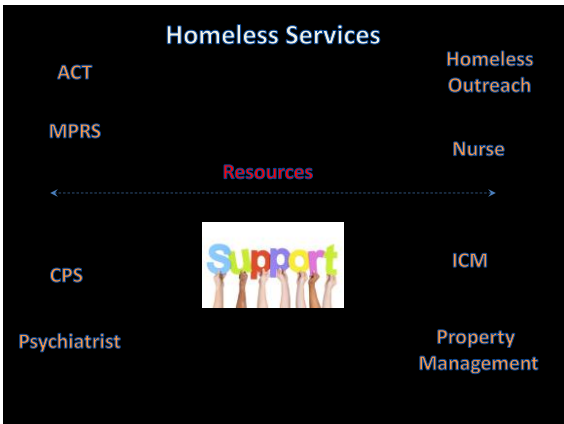 Homeless Services
ACT
Homeless
Outreach
MPRS
Nurse
Resources
Support
CPS
ICM
Psychiatrist
Property
Management